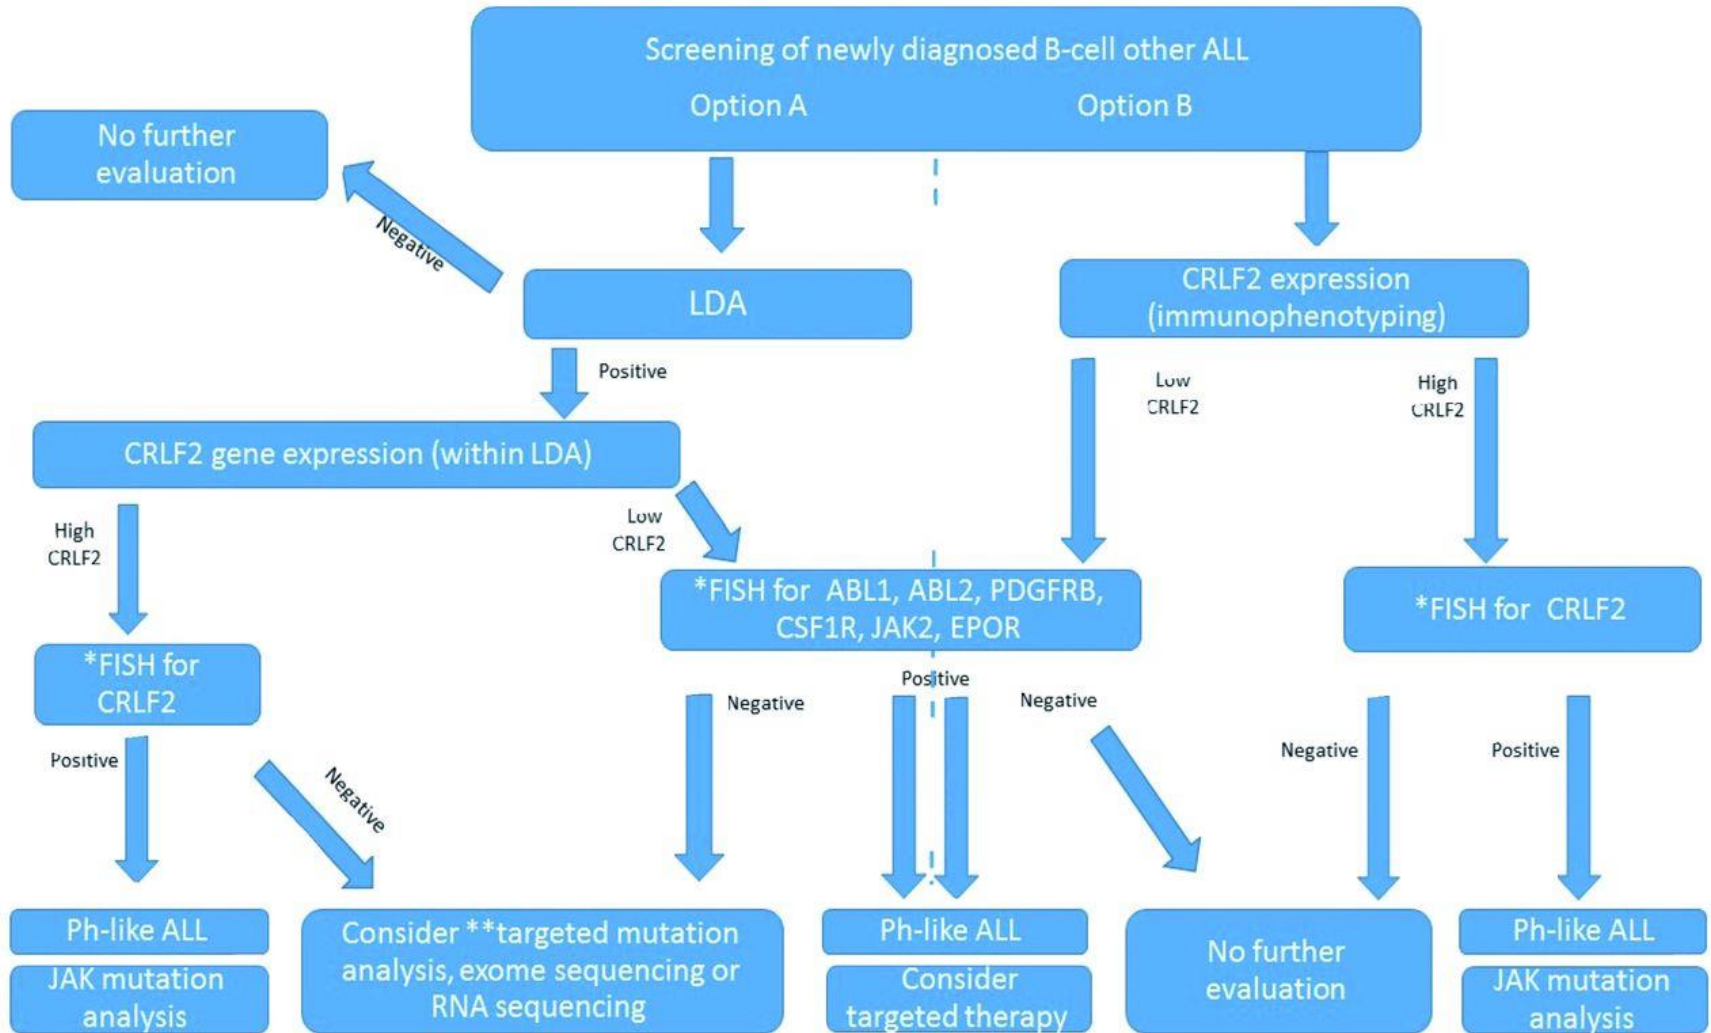 Screening of newly diagnosed B-cell other ALL
Option A
Option B
No further
evaluation
Negative
LDA
CRLF2 expression
(immunophenotyping)
Positive
Low
CRLF2
High
CRLF2
CRLF2 gene expression (within LDA)
High
CRLF2
Low
CRLF2
*FISH for ABL1, ABL2, PDGFRB,
CSF1R, JAK2, EPOR
*FISH for CRLF2
*FISH for
CRLF2
Positive
Negative
Negative
Positive
Negative
Negative
Positive
Ph-like ALL
JAK mutation
analysis
Consider **targeted mutation
analysis, exome sequencing or
RNA sequencing
Ph-like ALL
Consider
targeted therapy
No further
evaluation
Ph-like ALL
JAK mutation
analysis